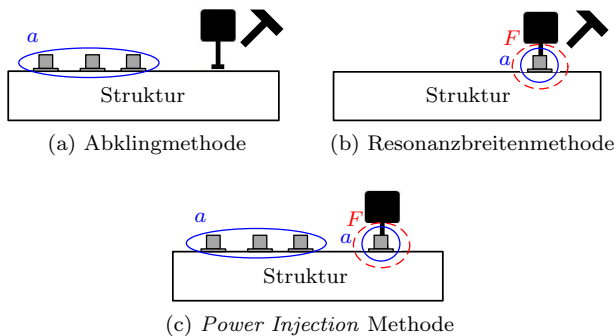 a
F
a
Struktur
Struktur
(a) Abklingmethode
(b) Resonanzbreitenmethode
a
F
a
Struktur
(c) Power Injection Methode